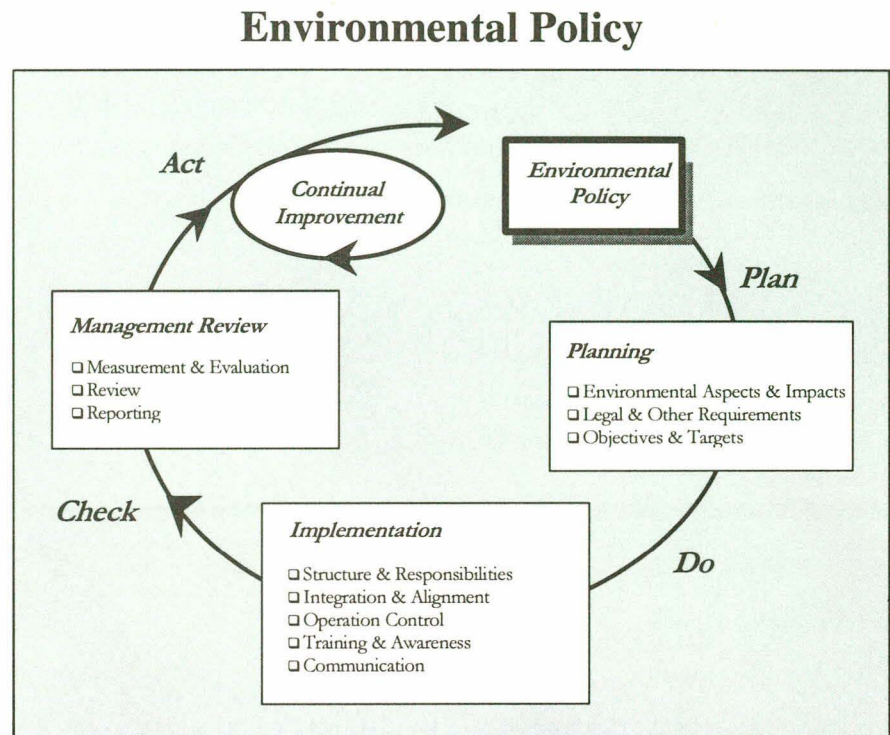 Environmental Policy
Act
Continual
Improvement
Environmental
Policy
Plan
Management Review
❑ Measurement & Evaluation
❑ Review
❑ Reporting
Planning
❑ Environmental Aspects & Impacts
❑ Legal & Other Requirements
❑ Objectives & Targets
Check
Implementation
❑ Structure & Responsibilities
❑ Integration & Alignment
❑ Operation Control
❑ Training & Awareness
❑ Communication
Do